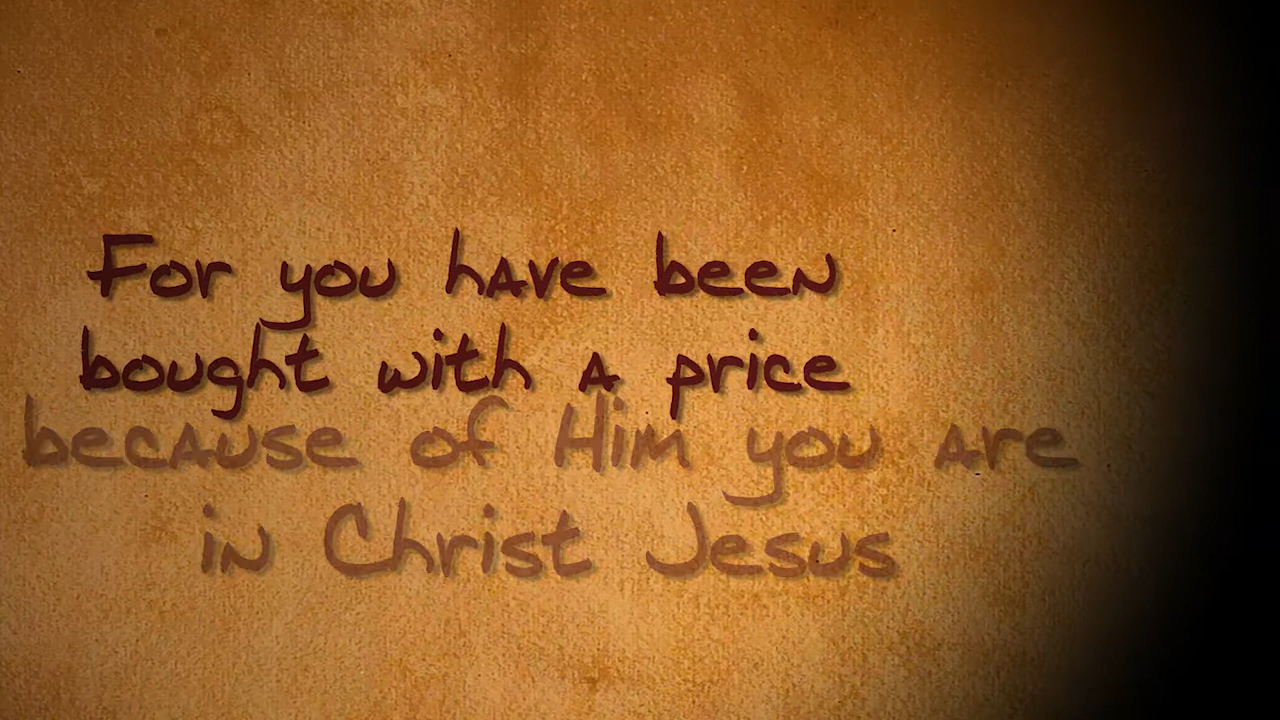 For you have been
bought with a price
because of Him you are
in Christ Jesus